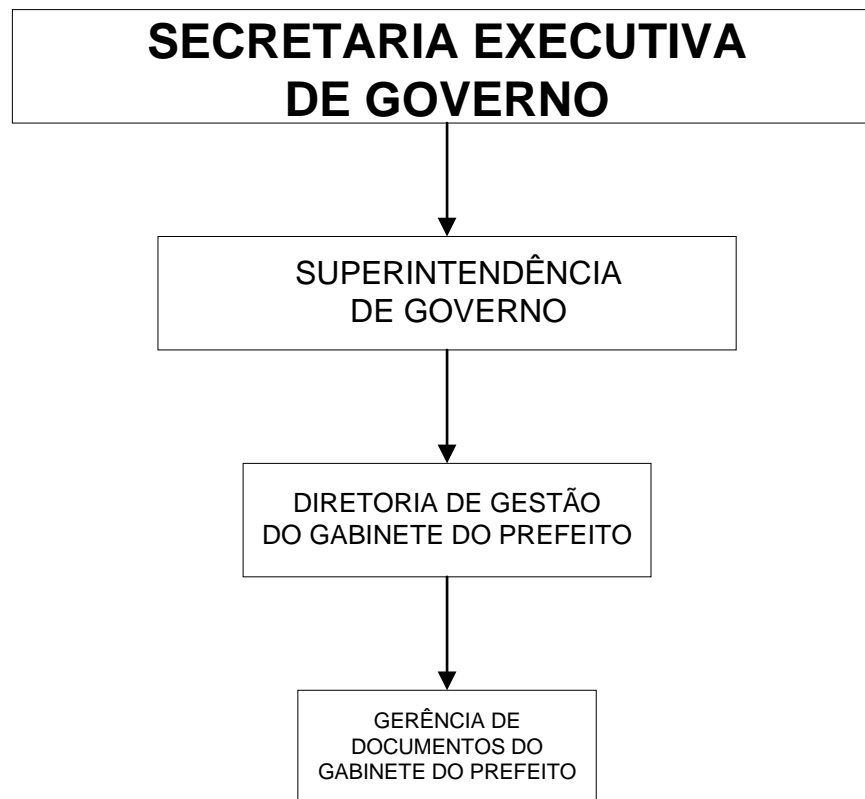 SECRETARIA EXECUTIVA
DE GOVERNO
SUPERINTENDÊNCIA
DE GOVERNO
DIRETORIA DE GESTÃO
DO GABINETE DO PREFEITO
GERÊNCIA DE
DOCUMENTOS DO
GABINETE DO PREFEITO